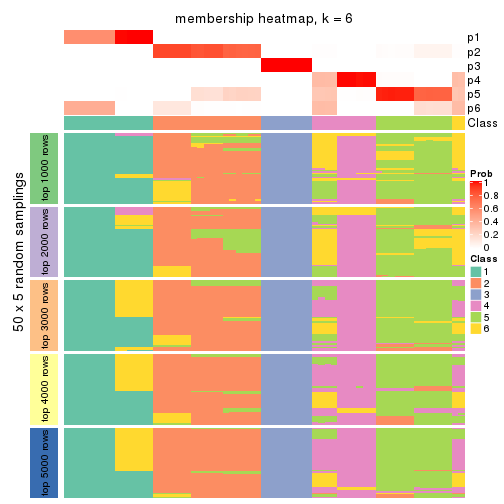 membership heatmap, k = 6
p1
p2
p3
p4
p5
p6
Class
50 x 5 random samplings
top 1000 rows
top 2000 rows
top 3000 rows
top 4000 rows
top 5000 rows
Prob
1
0.8
0.6
0.4
0.2
0
Class
1
2
3
4
5
6